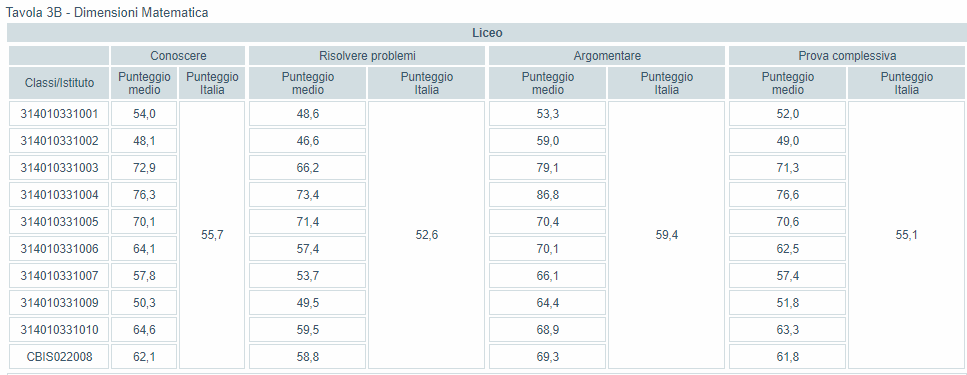 Tavola 3B - Dimensioni Matematica
Liceo
Conoscere Risolvere problemi Argomentare Prova complessiva
Classi/Istituto Punteggio medio Punteggio Italia Punteggio medio Punteggio Italia Punteggio medio Punteggio Italia Punteggio medio Punteggio Italia
314010331001 54,0 48,6 53,3 52,0
314010331002 48,1 46,6 59,0 49,0
314010331003 72,9 66,2 79,1 71,3
314010331004 76,3 73,4 86,8 76,6
314010331005 70,1 71,4 70,4 70,6
55,7 52,6 59,4 55,1
314010331006 64,1 57,4 70,1 62,5
314010331007 57,8 53,7 66,1 57,4
314010331009 50,3 49,5 64,4 51,8
314010331010 64,6 59,5 68,9 63,3
CBIS022008 62,1 58,8 69,3 61,8